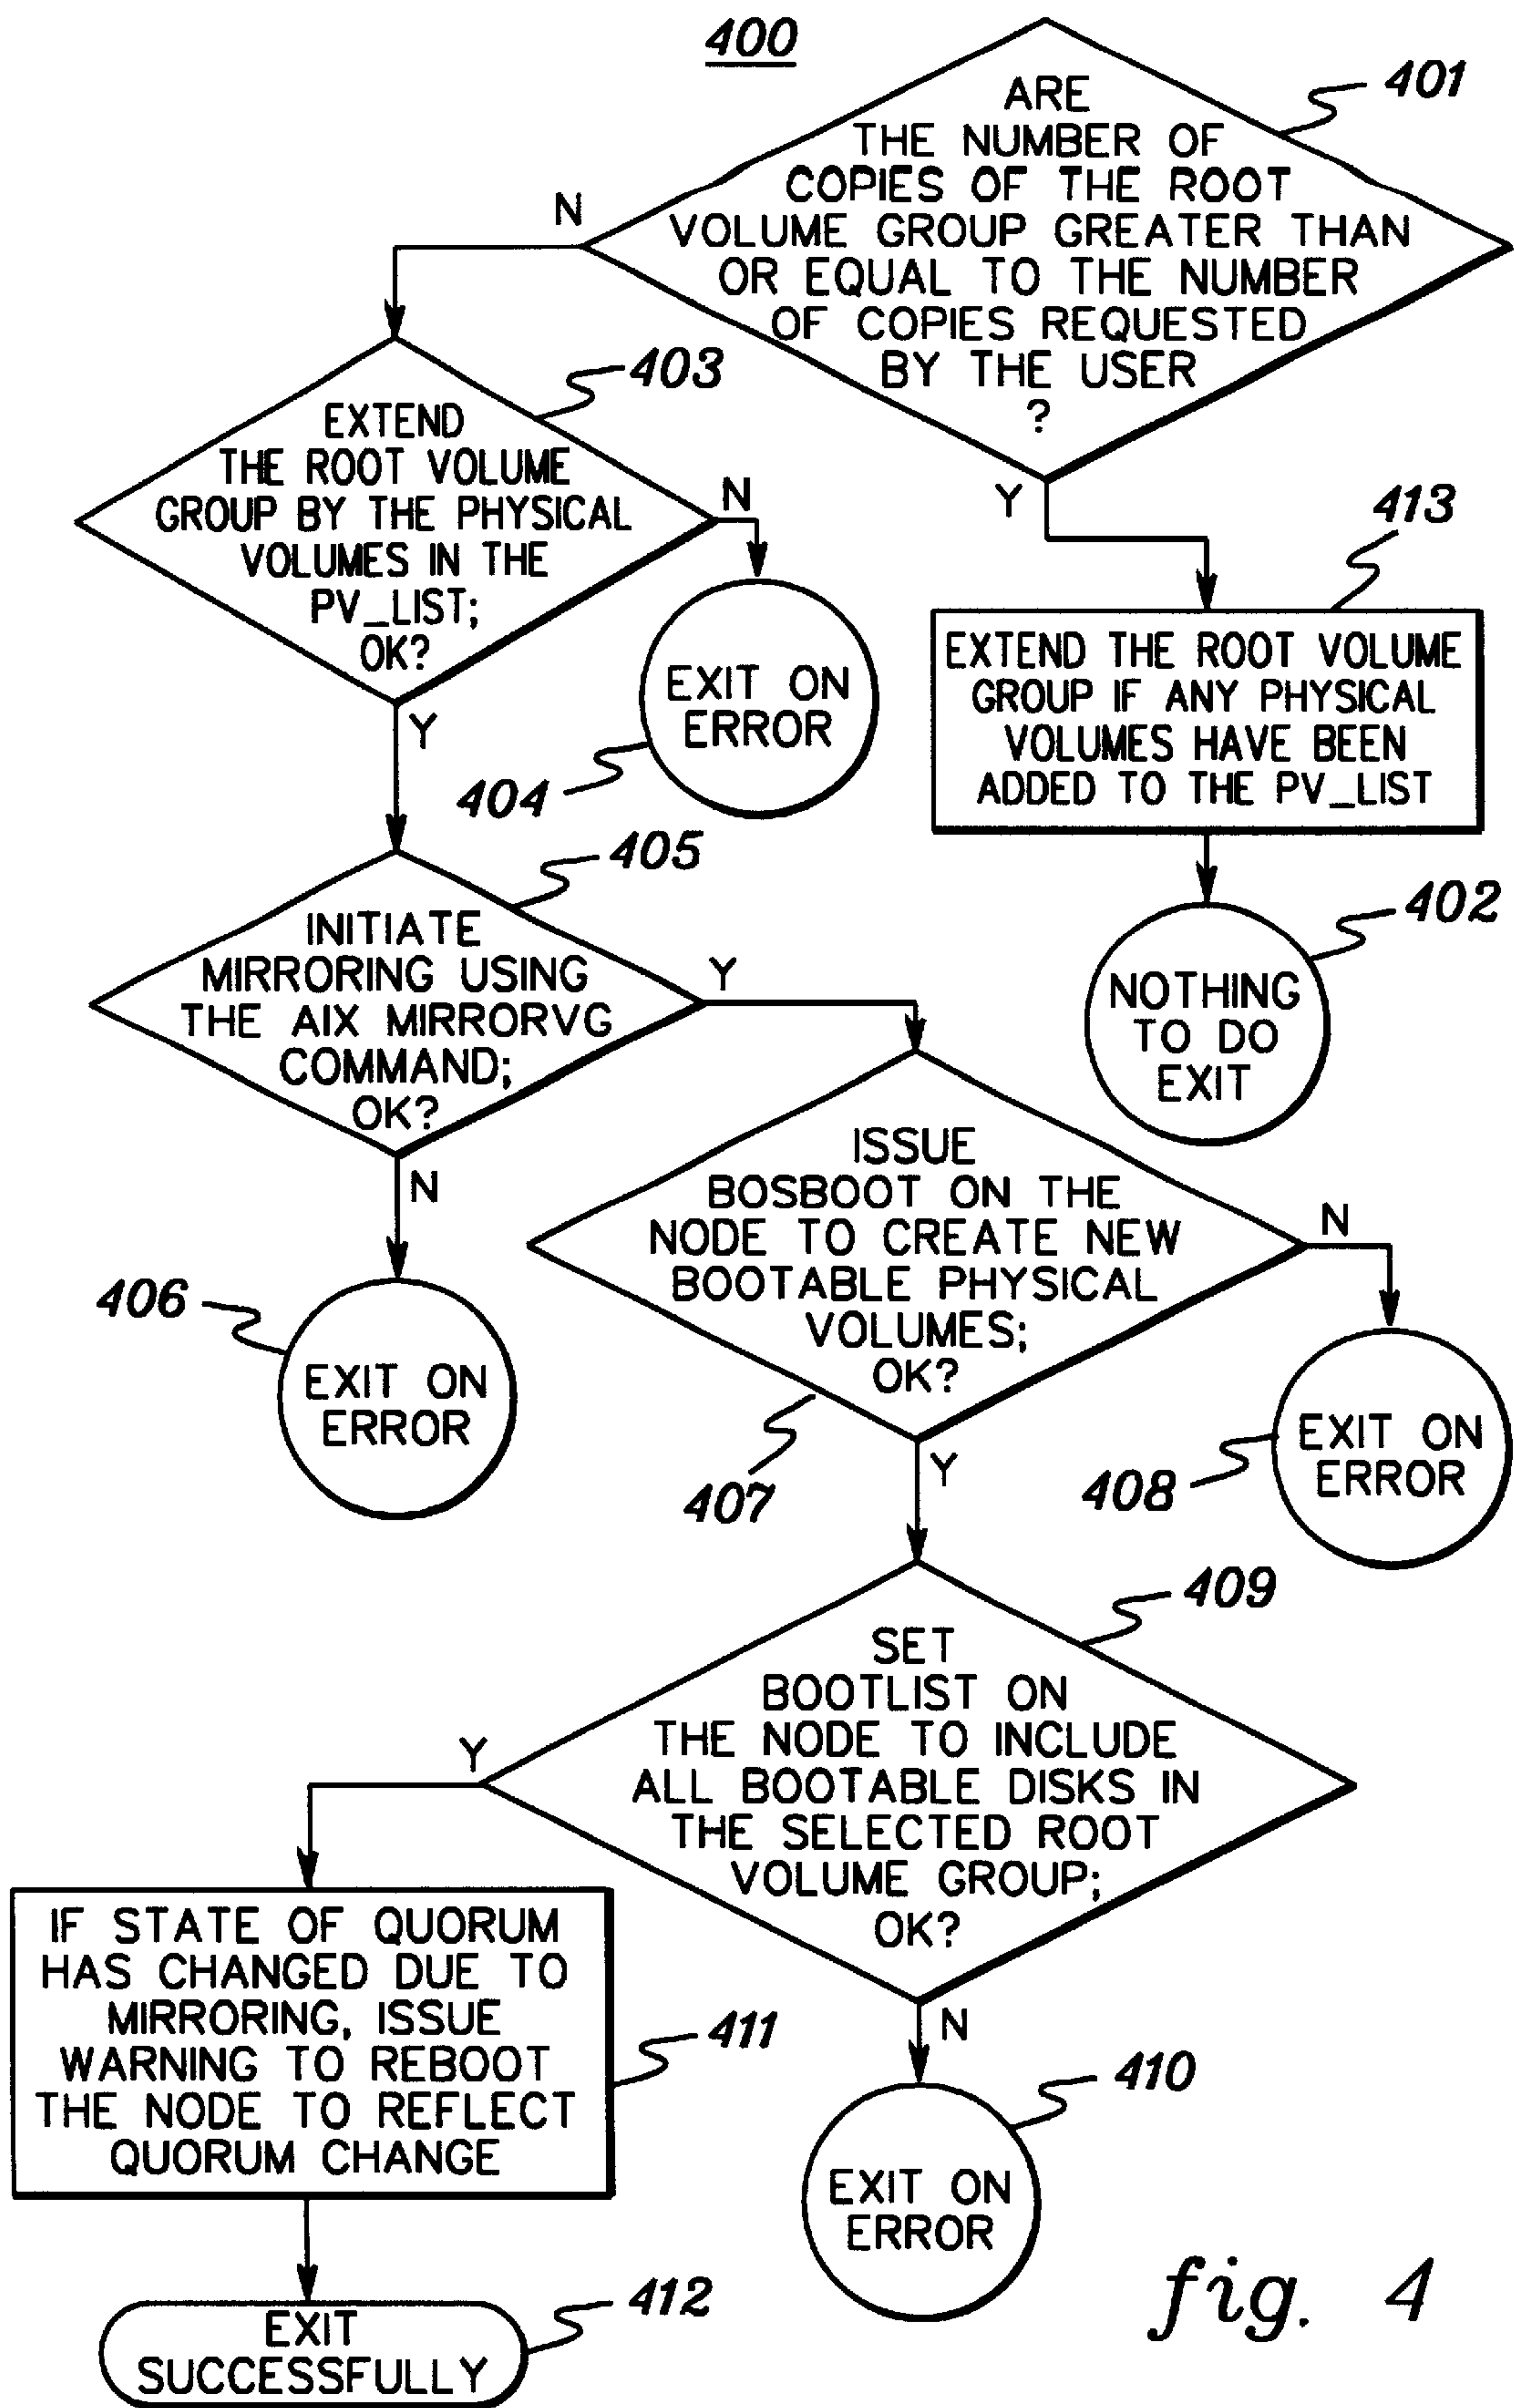 400
401
ARE
THE NUMBER OF
COPIES OF THE ROOT
VOLUME GROUP GREATER THAN
OR EQUAL TO THE NUMBER
OF COPIES REQUESTED
BY THE USER
?
N
Y
403
EXTEND
THE ROOT VOLUME
GROUP BY THE PHYSICAL
VOLUMES IN THE
PV_LIST;
OK?
N
Y
EXIT ON
ERROR
404
413
EXTEND THE ROOT VOLUME
GROUP IF ANY PHYSICAL
VOLUMES HAVE BEEN
ADDED TO THE PV_LIST
402
NOTHING
TO DO
EXIT
405
INITIATE
MIRRORING USING
THE AIX MIRRORVG
COMMAND;
OK?
Y
N
406
EXIT ON
ERROR
ISSUE
BOSBOOT ON THE
NODE TO CREATE NEW
BOOTABLE PHYSICAL
VOLUMES;
OK?
N
Y
407
408
EXIT ON
ERROR
409
SET
BOOTLIST ON
THE NODE TO INCLUDE
ALL BOOTABLE DISKS IN
THE SELECTED ROOT
VOLUME GROUP;
OK?
Y
N
IF STATE OF QUORUM
HAS CHANGED DUE TO
MIRRORING, ISSUE
WARNING TO REBOOT
THE NODE TO REFLECT
QUORUM CHANGE
411
410
EXIT ON
ERROR
412
EXIT
SUCCESSFULLY
fig. 4